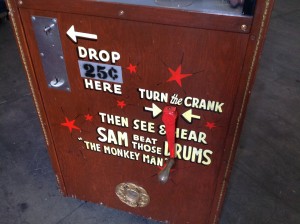 DROP
25¢
HERE
TURN the CRANK
THEN SEE & HEAR
SAM BEAT THOSE DRUMS
"THE MONKEY MAN"